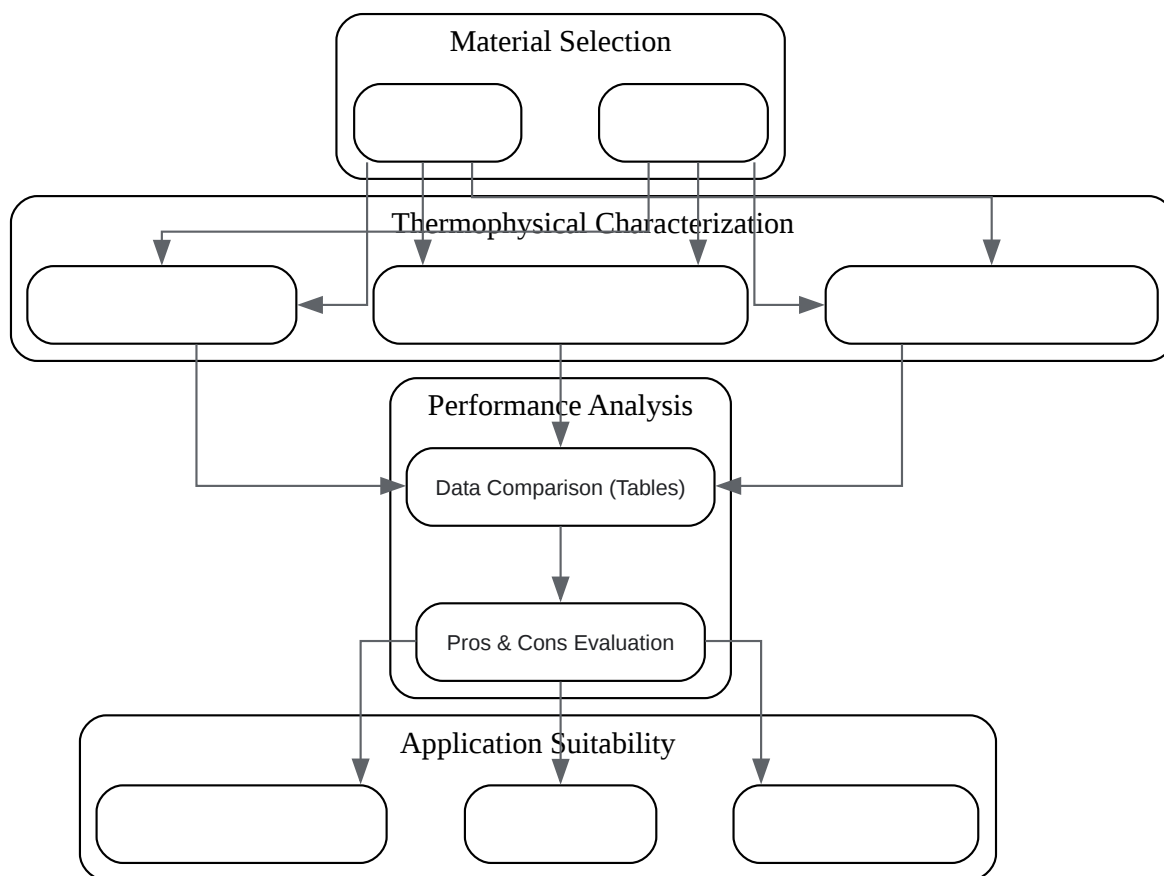 Material Selection
Thermophysical Characterization
Performance Analysis
Data Comparison (Tables)
Pros & Cons Evaluation
Application Suitability